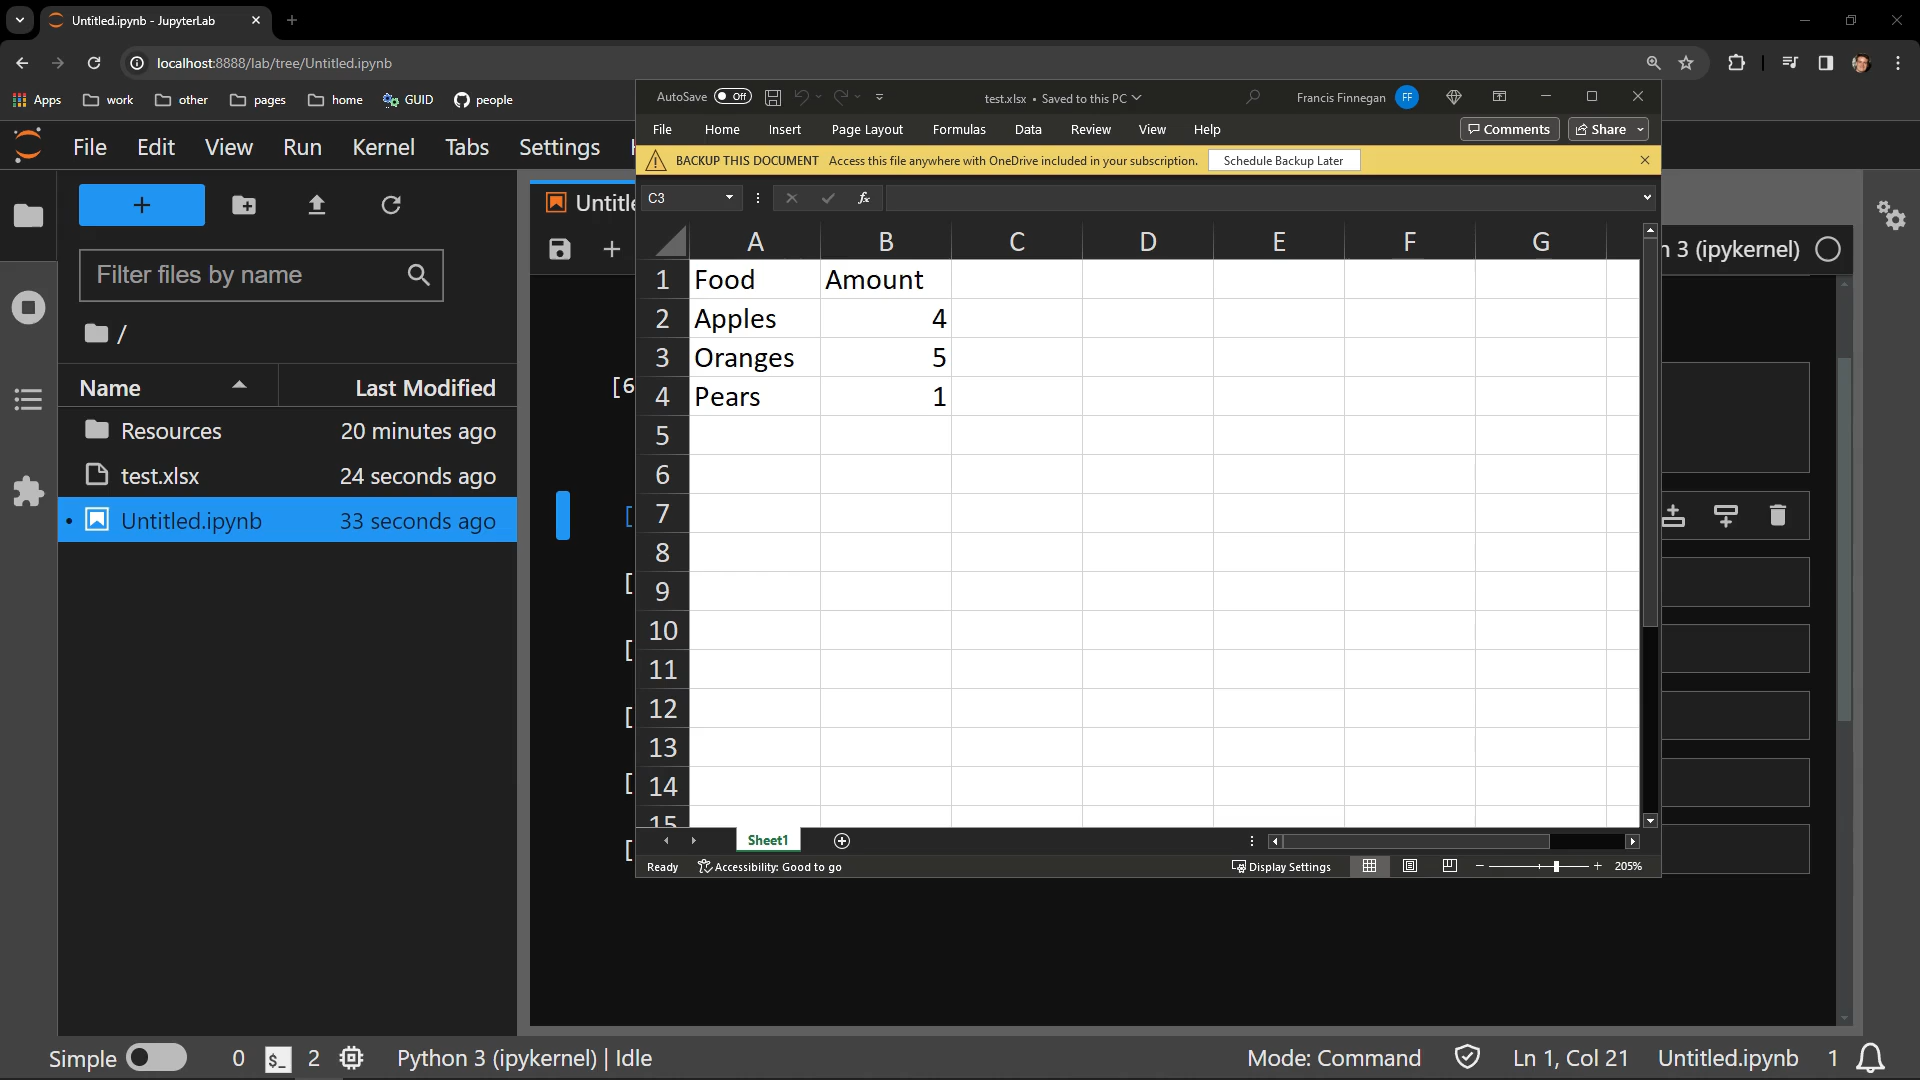 Untitled.ipynb - JupyterLab
localhost:8888/lab/tree/Untitled.ipynb
Apps work other pages home GUID people
File Edit View Run Kernel Tabs Settings
AutoSave Off test.xlsx • Saved to this PC Francis Finnegan FF
File Home Insert Page Layout Formulas Data Review View Help Comments Share
BACKUP THIS DOCUMENT Access this file anywhere with OneDrive included in your subscription. Schedule Backup Later
C3 fx
A B C D E F G
1 Food Amount
2 Apples 4
3 Oranges 5
4 Pears 1
5
6
7
8
9
10
11
12
13
14
15
Sheet1
Ready Accessibility: Good to go Display Settings 205%
Filter files by name
/
Name Last Modified
Resources 20 minutes ago
test.xlsx 24 seconds ago
Untitled.ipynb 33 seconds ago
3 (ipykernel)
[6
[
[
[
[
[
[
Simple 0 $_ 2 Python 3 (ipykernel) | Idle Mode: Command Ln 1, Col 21 Untitled.ipynb 1